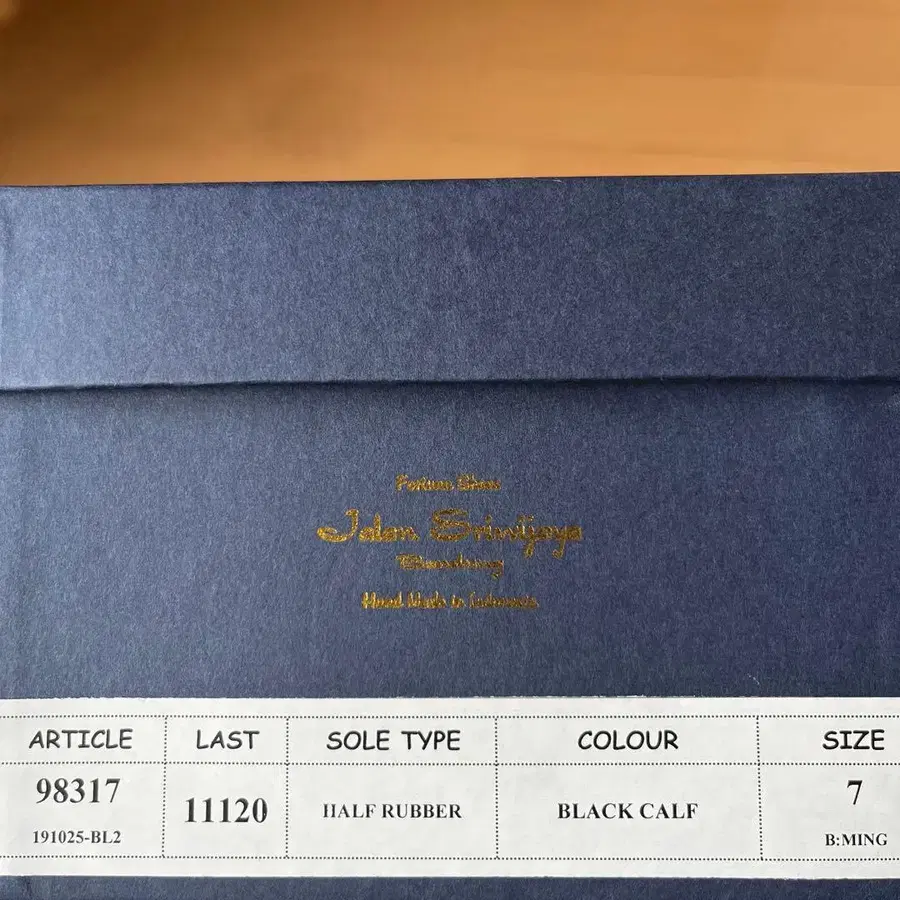 Fortuna Shoes
Jalan Sriwijaya
Bandung
Hand Made in Indonesia
ARTICLE LAST SOLE TYPE COLOUR SIZE
98317 11120 HALF RUBBER BLACK CALF 7
191025-BL2 B:MING